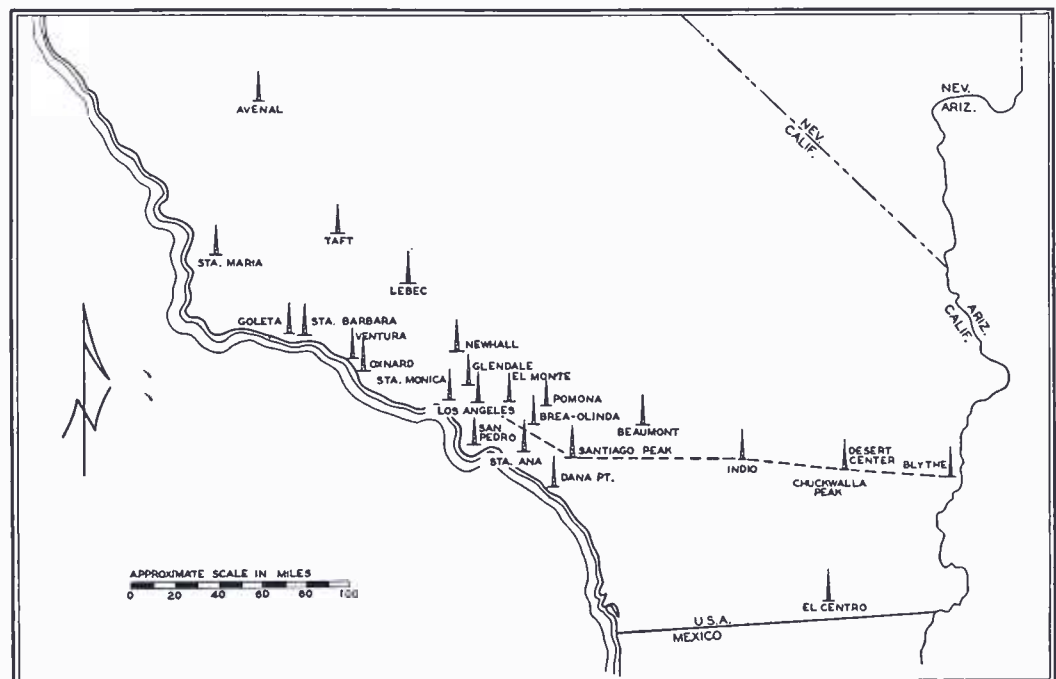 NEV.
ARIZ.
AVENAL
NEV.
CALIF.
TAFT
STA. MARIA
LEBEC
ARIZ.
CALIF.
GOLETA
STA. BARBARA
VENTURA
OXNARD
NEWHALL
GLENDALE
STA. MONICA
EL MONTE
POMONA
LOS ANGELES
BREA-OLINDA
SAN
PEDRO
BEAUMONT
STA. ANA
SANTIAGO PEAK
INDIO
DESERT
CENTER
BLYTHE
DANA PT.
CHUCKWALLA
PEAK
N
APPROXIMATE SCALE IN MILES
0 20 40 60 80 100
EL CENTRO
U.S.A.
MEXICO